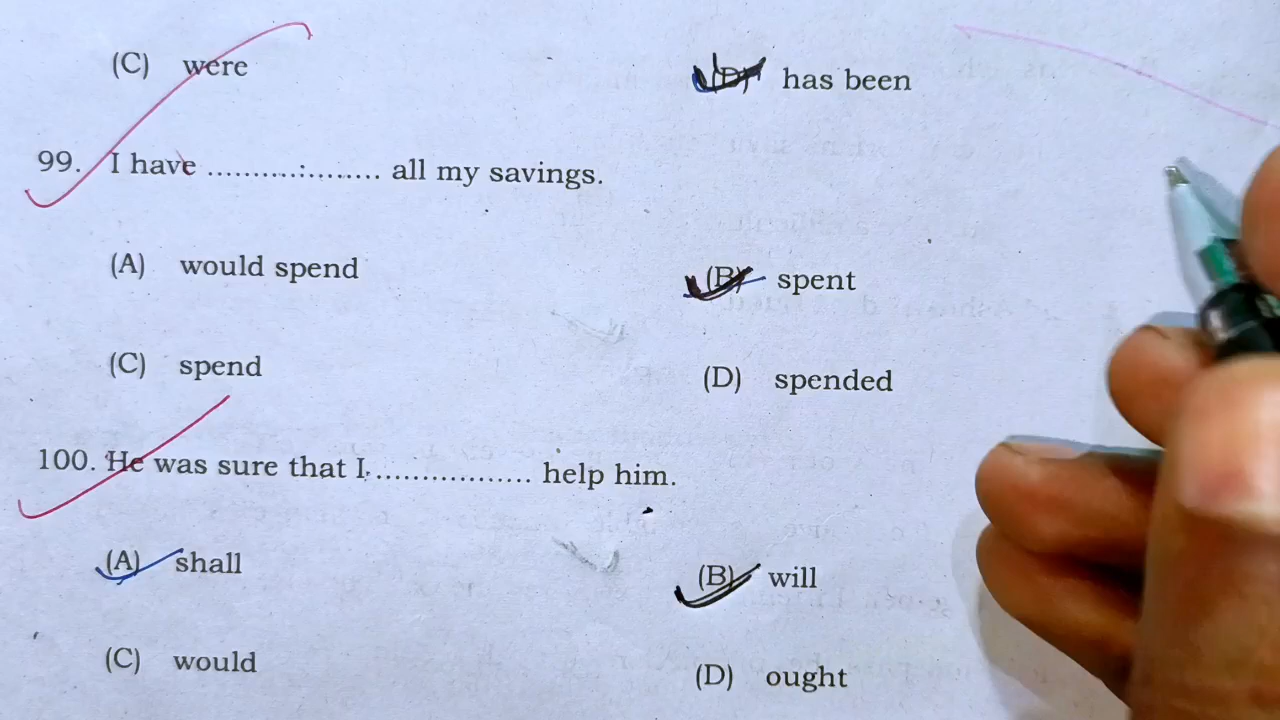 (C) were
(D) has been
99. I have ..........:........ all my savings.
(A) would spend
(B) spent
(C) spend
(D) spended
100. He was sure that I .................. help him.
(A) shall
(B) will
(C) would
(D) ought